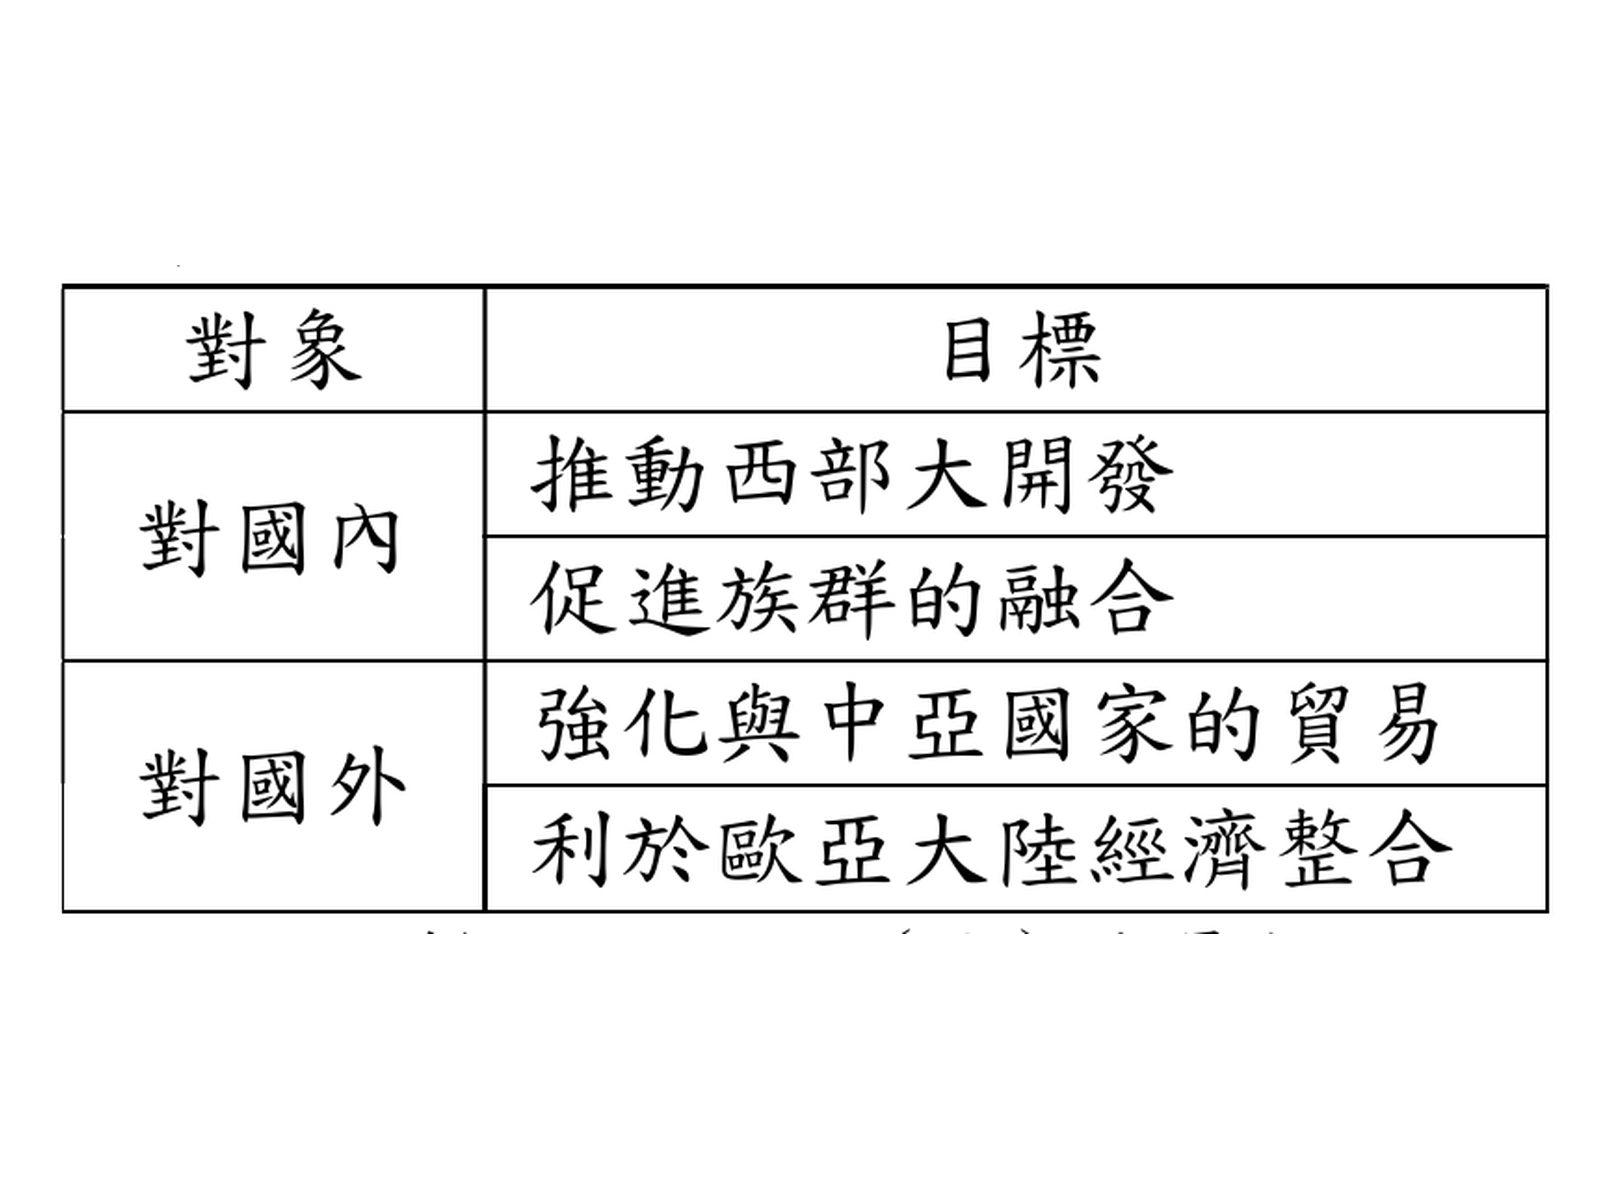 對象 目標
對國內
推動西部大開發
促進族群的融合
對國外
強化與中亞國家的貿易
利於歐亞大陸經濟整合